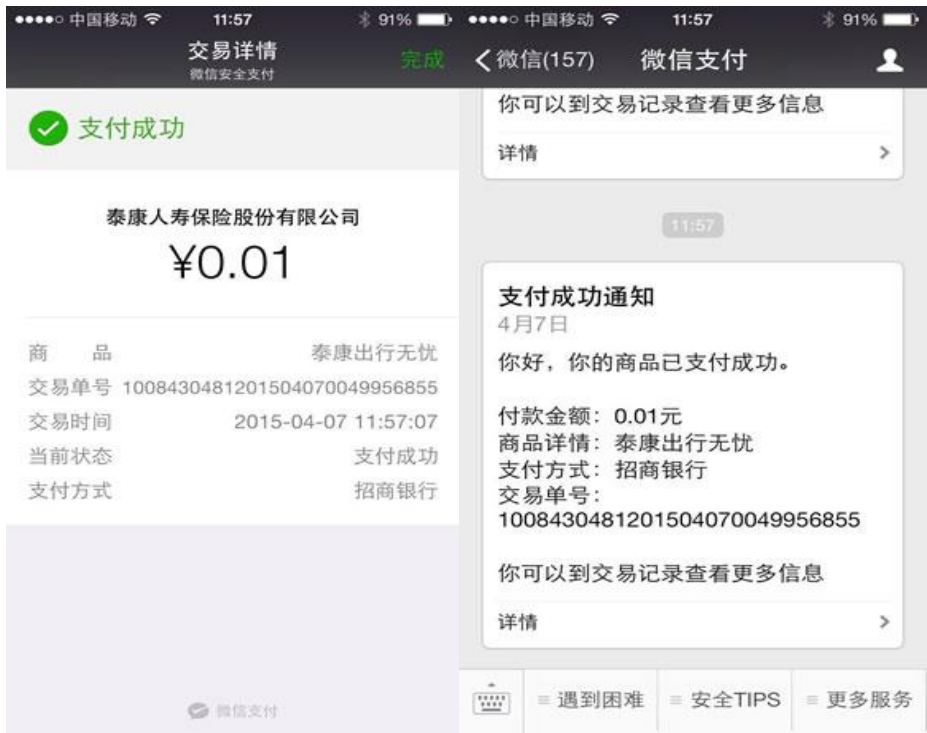 中国移动 11:57 91%
交易详情
微信安全支付
完成
支付成功
泰康人寿保险股份有限公司
¥0.01
商 品 泰康出行无忧
交易单号 1008430481201504070049956855
交易时间 2015-04-07 11:57:07
当前状态 支付成功
支付方式 招商银行
微信支付
中国移动 11:57 91%
微信(157) 微信支付
你可以到交易记录查看更多信息
详情
11:57
支付成功通知
4月7日
你好，你的商品已支付成功。
付款金额：0.01元
商品详情：泰康出行无忧
支付方式：招商银行
交易单号：
1008430481201504070049956855
你可以到交易记录查看更多信息
详情
遇到困难 安全TIPS 更多服务